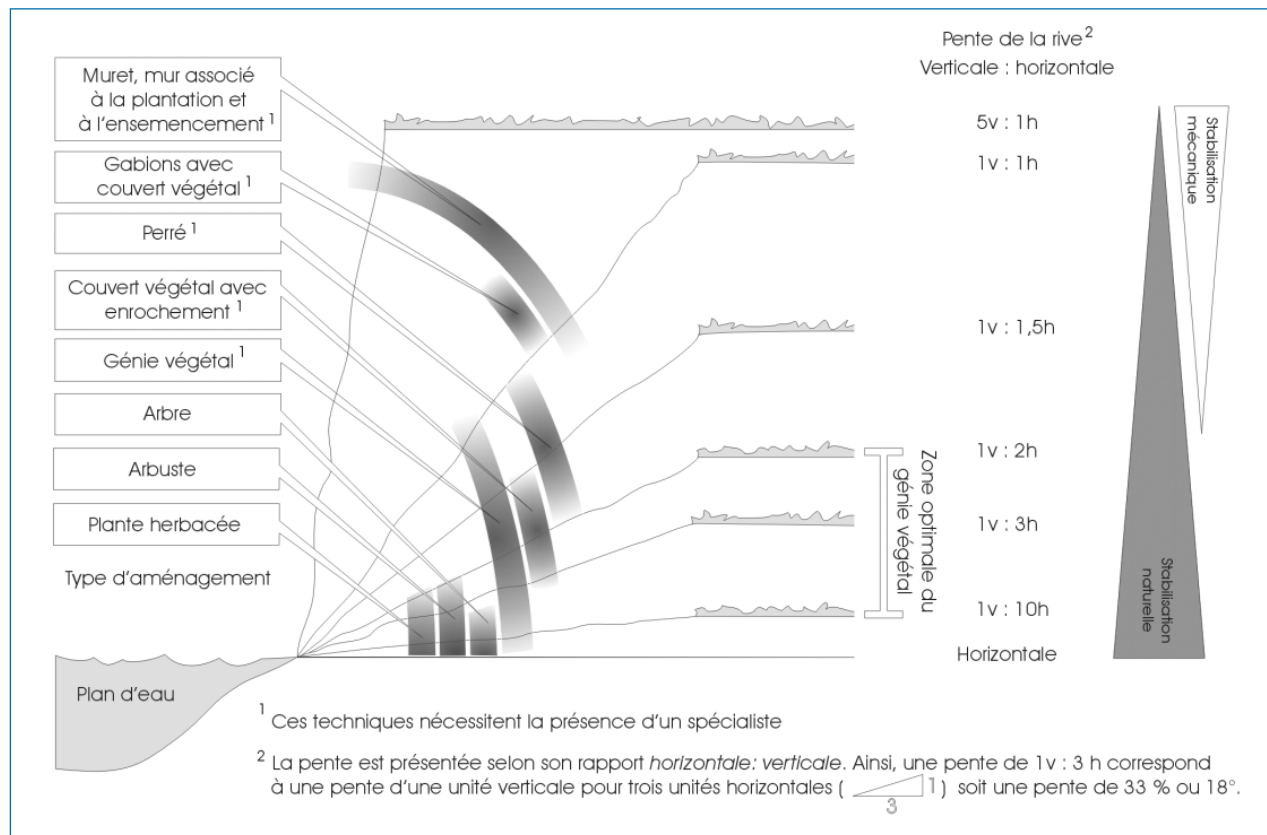 Pente de la rive 2
Verticale : horizontale
Muret, mur associé
à la plantation et
à l'ensemencement 1
Gabions avec
couvert végétal 1
Perré 1
Couvert végétal avec
enrochement 1
Génie végétal 1
Arbre
Arbuste
Plante herbacée
Type d'aménagement
5v : 1h
1v : 1h
1v : 1,5h
1v : 2h
1v : 3h
1v : 10h
Horizontale
Zone optimale du
génie végétal
Stabilisation
mécanique
Stabilisation
naturelle
Plan d'eau
1 Ces techniques nécessitent la présence d'un spécialiste
2 La pente est présentée selon son rapport horizontale: verticale. Ainsi, une pente de 1v : 3 h correspond
à une pente d'une unité verticale pour trois unités horizontales ( 1 ) soit une pente de 33 % ou 18°.
3